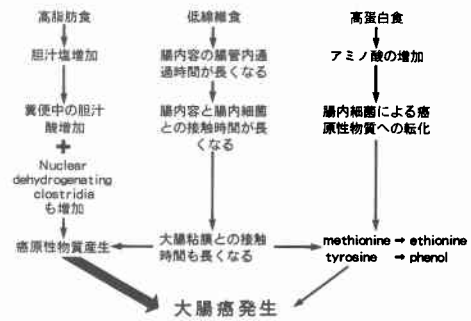 高脂肪食
胆汁塩増加
糞便中の胆汁
酸増加
+
Nuclear
dehydrogenating
clostridia
も増加
癌原性物質産生
低線維食
腸内容の腸管内通
過時間が長くなる
腸内容と腸内細菌
との接触時間が長
くなる
大腸粘膜との接触
時間も長くなる
高蛋白食
アミノ酸の増加
腸内細菌による癌
原性物質への転化
methionine → ethionine
tyrosine → phenol
大腸癌発生